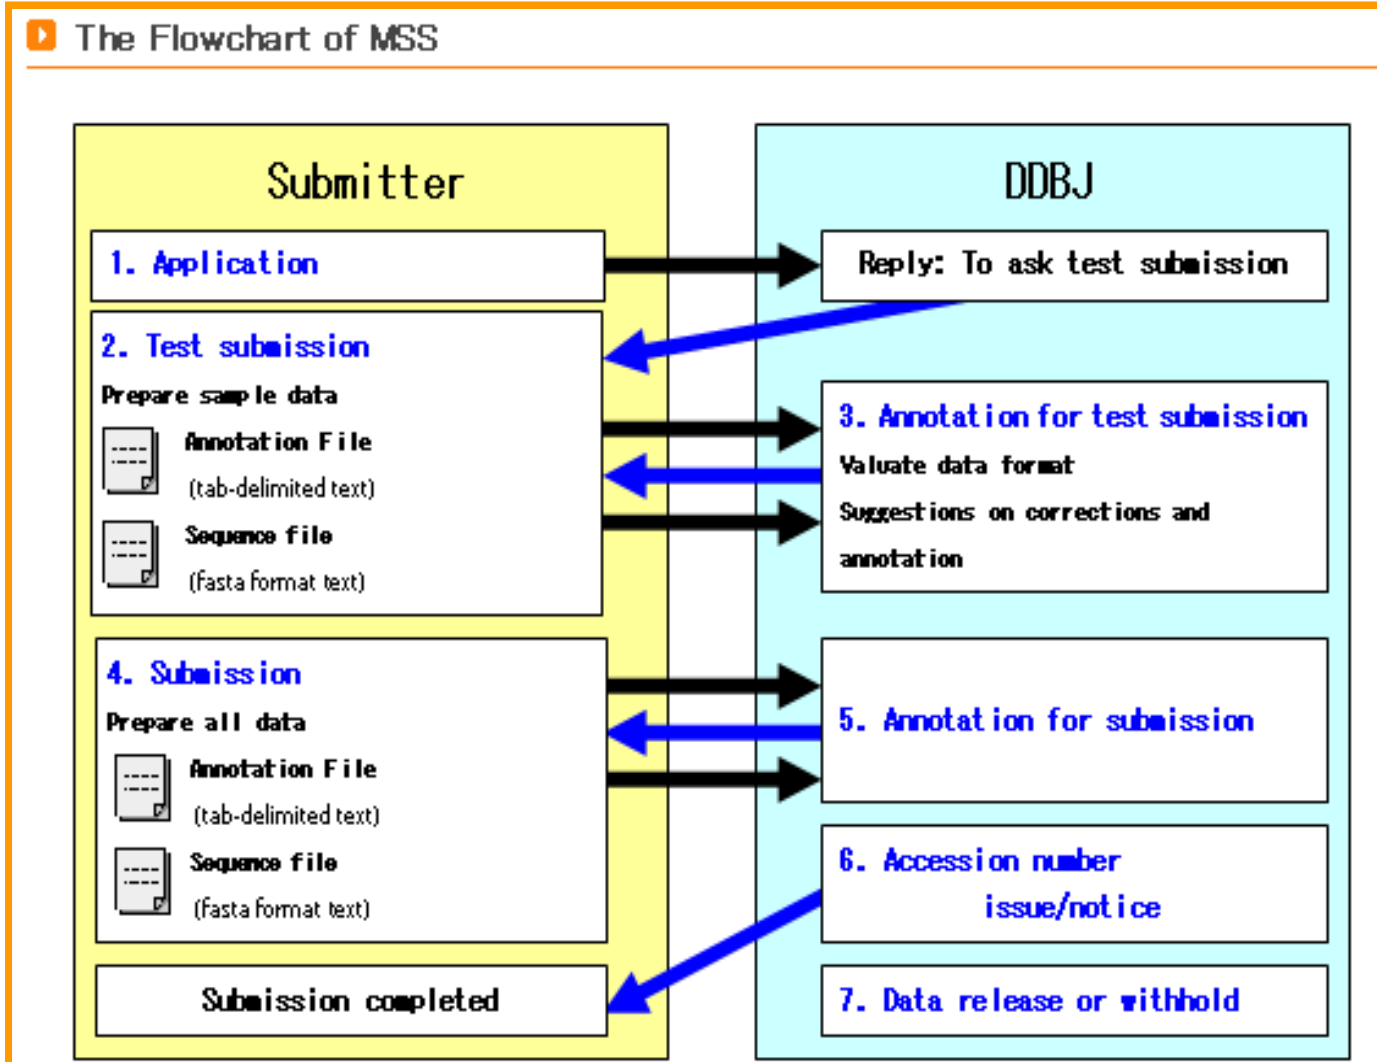 The Flowchart of MSS
Submitter
DDBJ
1. Application
Reply: To ask test submission
2. Test submission
Prepare sample data
Annotation File
(tab-delimited text)
Sequence file
(fasta format text)
3. Annotation for test submission
Valuate data format
Suggestions on corrections and
annotation
4. Submission
Prepare all data
Annotation File
(tab-delimited text)
Sequence file
(fasta format text)
5. Annotation for submission
6. Accession number
issue/notice
Submission completed
7. Data release or withhold